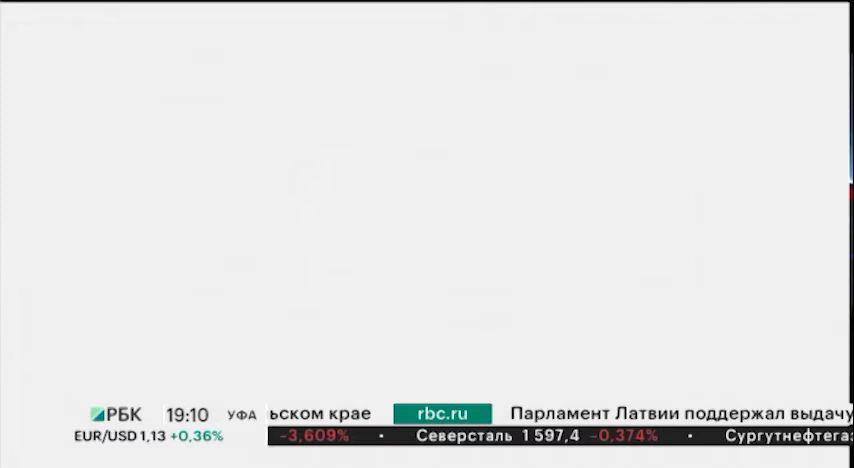 РБК 19:10 УФА ьском крае rbc.ru Парламент Латвии поддержал выдачу
EUR/USD 1,13 +0,36% -3,609% • Северсталь 1 597,4 -0,374% • Сургутнефтега